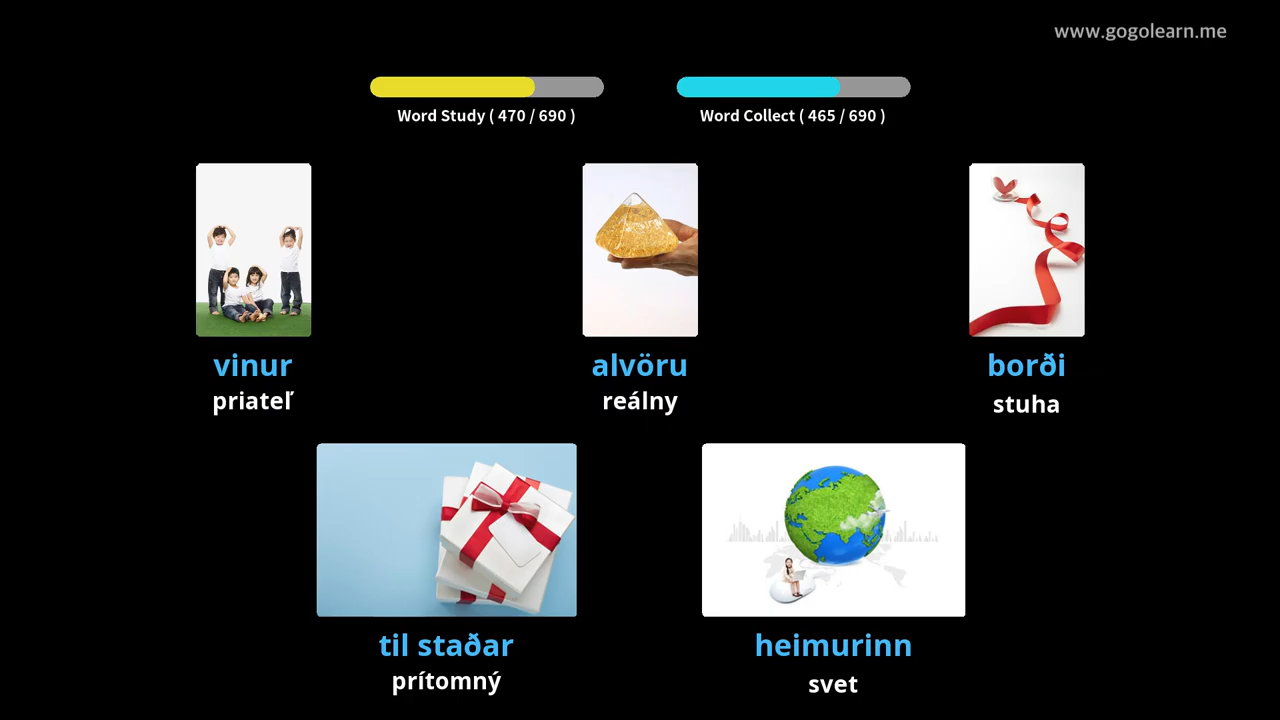 www.gogolearn.me
Word Study ( 470 / 690 )
Word Collect ( 465 / 690 )
vinur
priateľ
alvöru
reálny
borði
stuha
til staðar
prítomný
heimurinn
svet